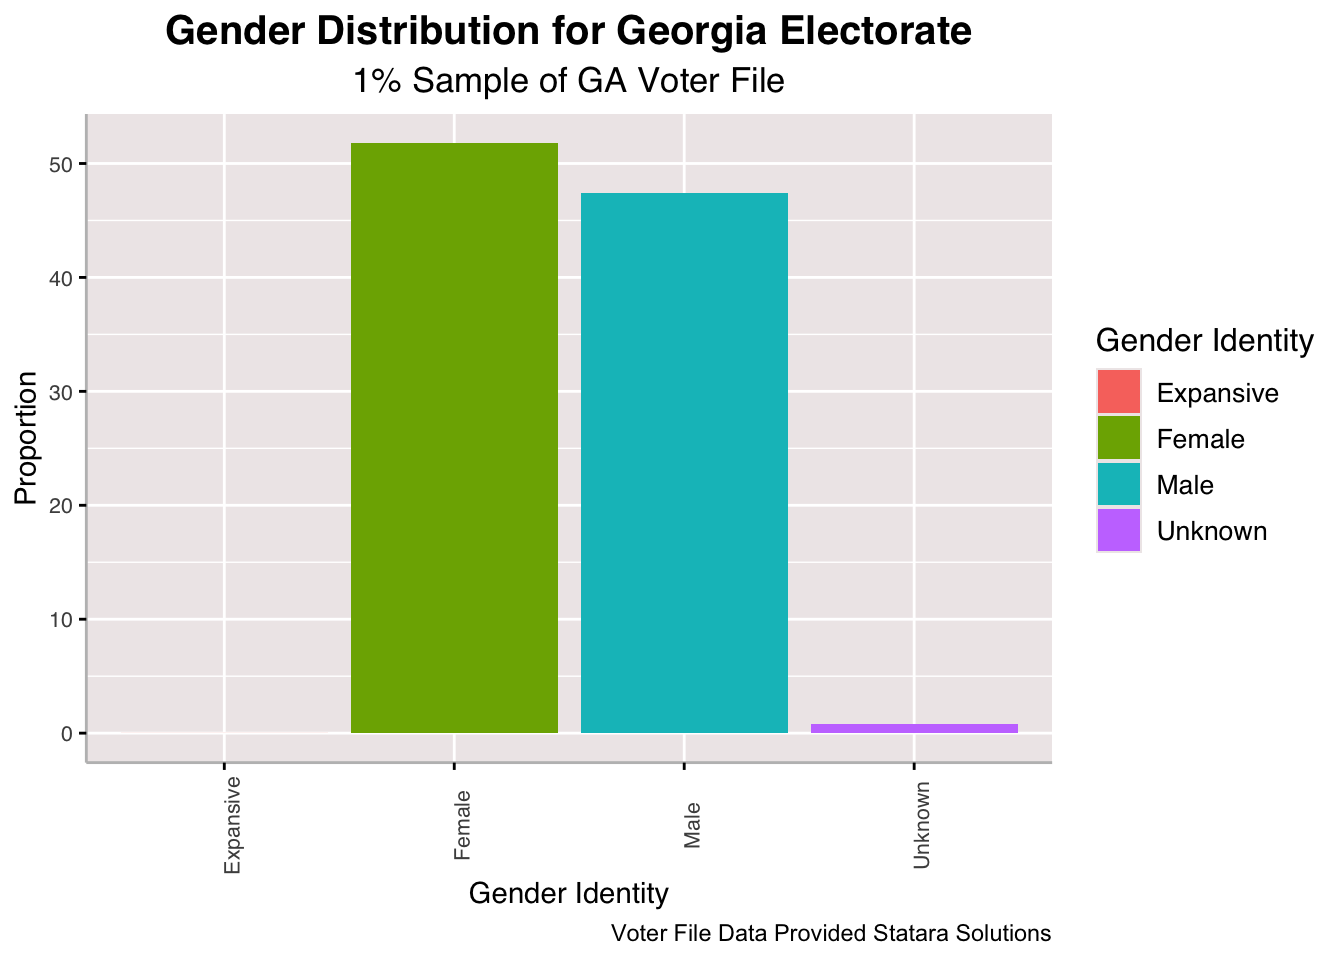 Gender Distribution for Georgia Electorate
1% Sample of GA Voter File
Proportion
50
40
30
20
10
0
Expansive
Female
Male
Unknown
Gender Identity
Gender Identity
Expansive
Female
Male
Unknown
Voter File Data Provided Statara Solutions